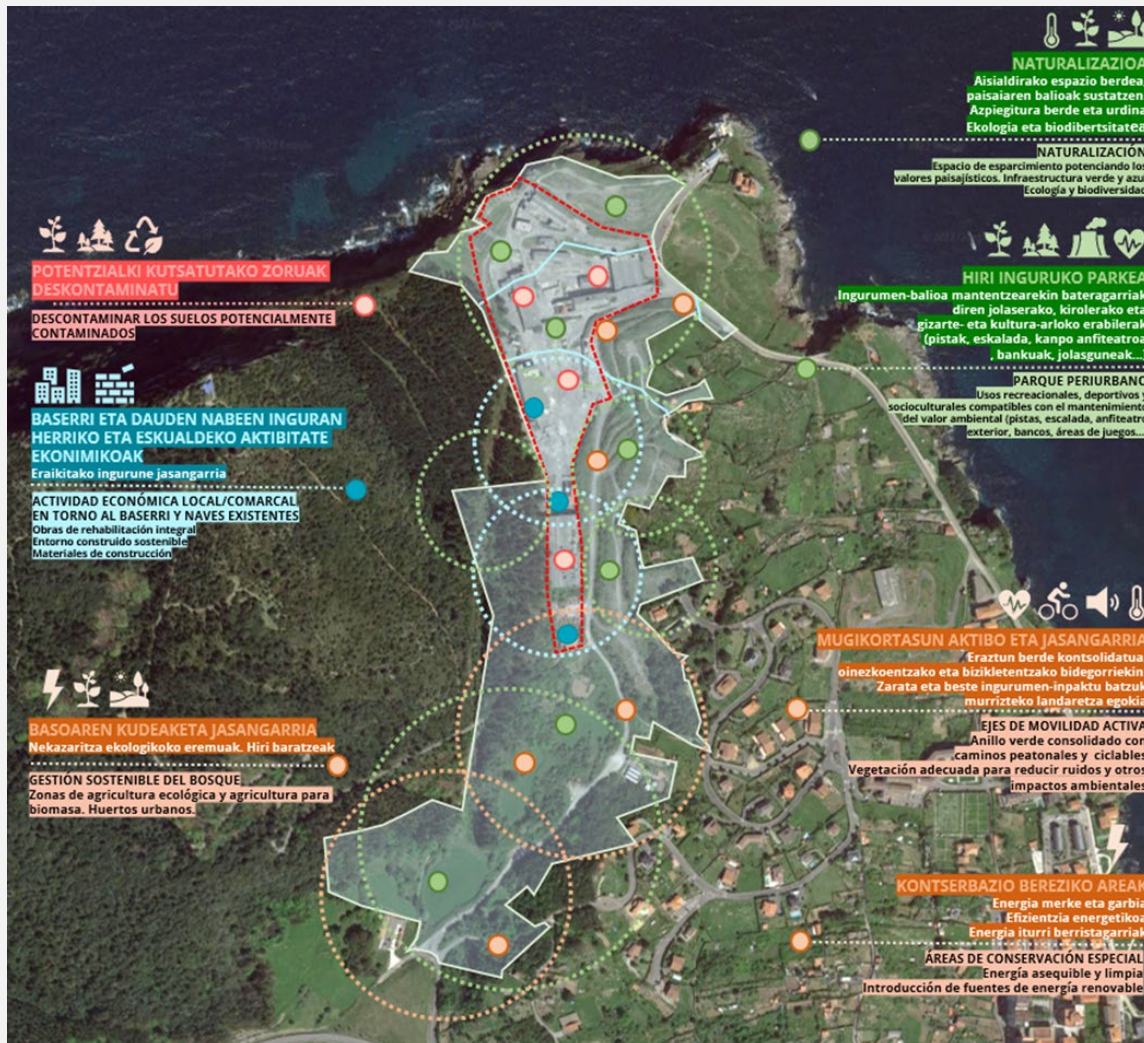 POTENTZIALKI KUTSATUTAKO ZORUAK
DESKONTAMINATU
DESCONTAMINAR LOS SUELOS POTENCIALMENTE
CONTAMINADOS
BASERRI ETA DAUDEN NABEEN INGURAN
HERRIKO ETA ESKUALDEKO AKTIBITATE
EKONIMIKOAK
Eraikitako ingurune jasangarria
ACTIVIDAD ECONÓMICA LOCAL/COMARCAL
EN TORNO AL BASERRI Y NAVES EXISTENTES
Obras de rehabilitación integral
Entorno construido sostenible
Materiales de construcción
BASOAREN KUDEAKETA JASANGARRIA
Nekazaritza ekologikoko eremuak. Hiri baratzeak
GESTIÓN SOSTENIBLE DEL BOSQUE
Zonas de agricultura ecológica y agricultura para
biomasa. Huertos urbanos.
NATURALIZAZIOA
Aisialdirako espazio berdea,
paisaiaren balioak sustatzen.
Azpiegitura berde eta urdina
Ekologia eta biodibertsitatea
NATURALIZACIÓN
Espacio de esparcimiento potenciando los
valores paisajísticos. Infraestructura verde y azul
Ecología y biodiversidad
HIRI INGURUKO PARKEA
Ingurumen-balioa mantentzearekin bateragarriak
diren jolaserako, kirolerako eta
gizarte- eta kultura-arloko erabilerak
(pistak, eskalada, kanpo anfiteatroa
, bankuak, jolasguneak...)
PARQUE PERIURBANO
Usos recreacionales, deportivos y
socioculturales compatibles con el mantenimiento
del valor ambiental (pistas, escalada, anfiteatro
exterior, bancos, áreas de juegos...
MUGIKORTASUN AKTIBO ETA JASANGARRIA
Eraztun berde kontsolidatua,
oinezkoentzako eta bizikletentzako bidegorriekin
Zarata eta beste ingurumen-inpaktu batzuk
murrizteko landaretza egokia
EJES DE MOVILIDAD ACTIVA
Anillo verde consolidado con
caminos peatonales y ciclables
Vegetación adecuada para reducir ruidos y otros
impactos ambientales
KONTSERBAZIO BEREZIKO AREAK
Energia merke eta garbia
Efizientzia energetikoa
Energia iturri berristagarriak
ÁREAS DE CONSERVACIÓN ESPECIAL
Energía asequible y limpia
Introducción de fuentes de energía renovable